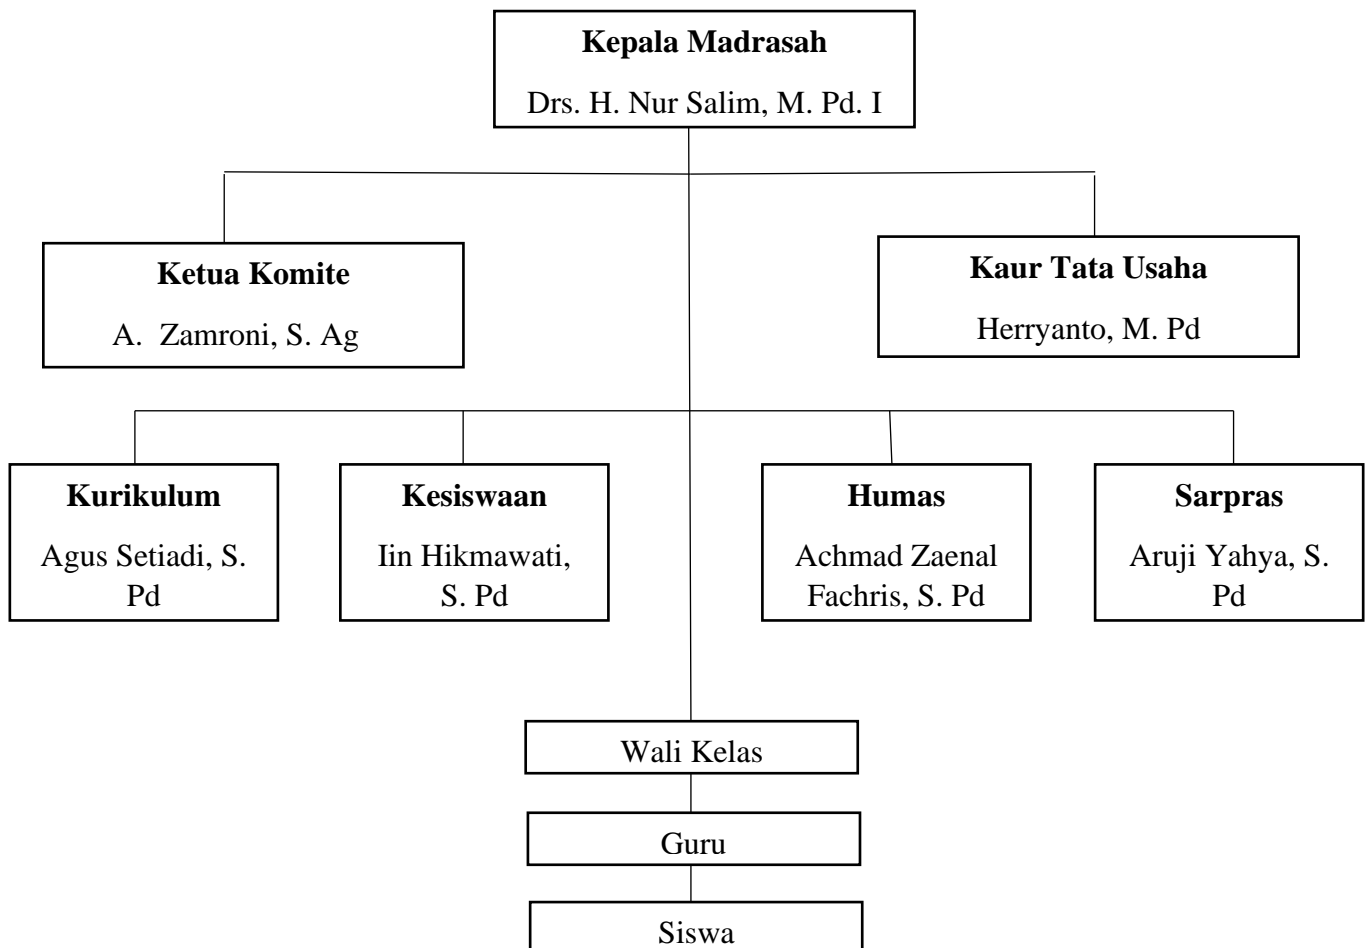 Kepala Madrasah
Drs. H. Nur Salim, M. Pd. I
Ketua Komite
A. Zamroni, S. Ag
Kaur Tata Usaha
Herryanto, M. Pd
Kurikulum
Agus Setiadi, S.
Pd
Kesiswaan
Iin Hikmawati,
S. Pd
Humas
Achmad Zaenal
Fachris, S. Pd
Sarpras
Aruji Yahya, S.
Pd
Wali Kelas
Guru
Siswa